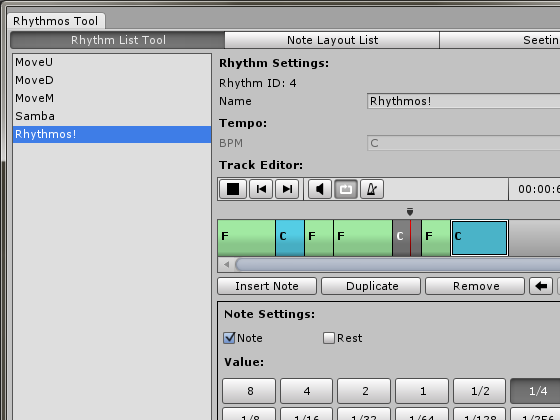 Rhythmos Tool
Rhythm List Tool
Note Layout List
Seetin
MoveU
MoveD
MoveM
Samba
Rhythmos!
Rhythm Settings:
Rhythm ID: 4
Name
Rhythmos!
Tempo:
BPM
C
Track Editor:
00:00:6
F C F F C F C
Insert Note
Duplicate
Remove
Note Settings:
Note
Rest
Value:
8 4 2 1 1/2 1/4
1/8 1/16 1/32 1/64 1/128 1/256